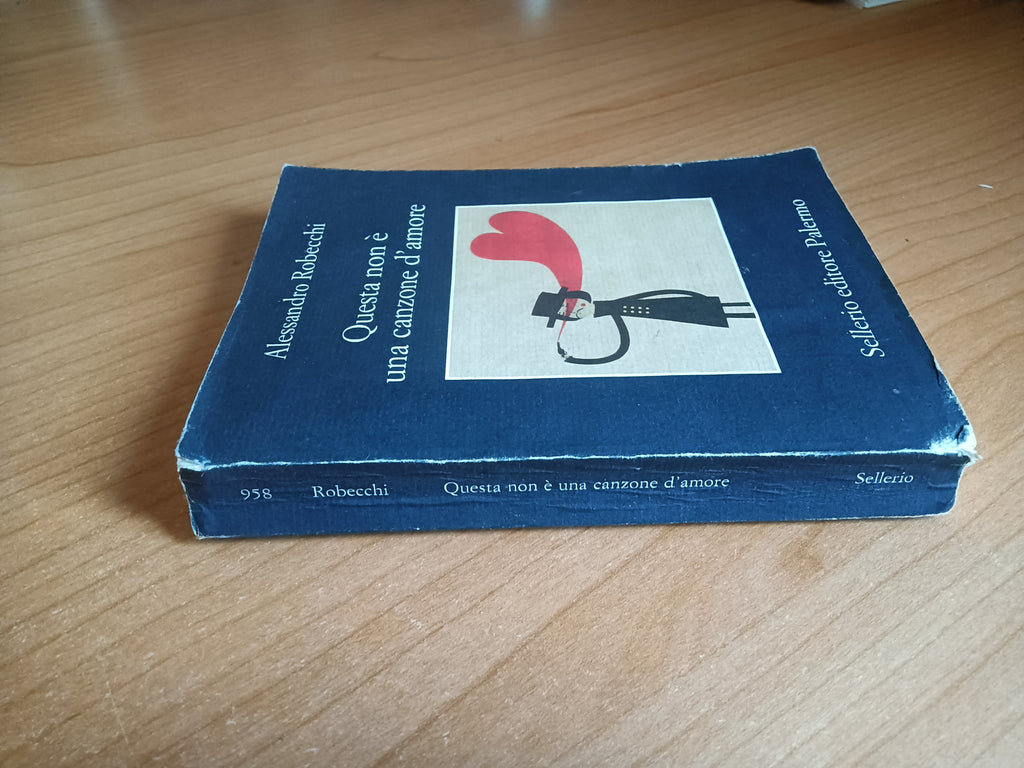 Alessandro Robecchi
Questa non è
una canzone d'amore
Sellerio editore Palermo
958 Robecchi Questa non è una canzone d'amore Sellerio